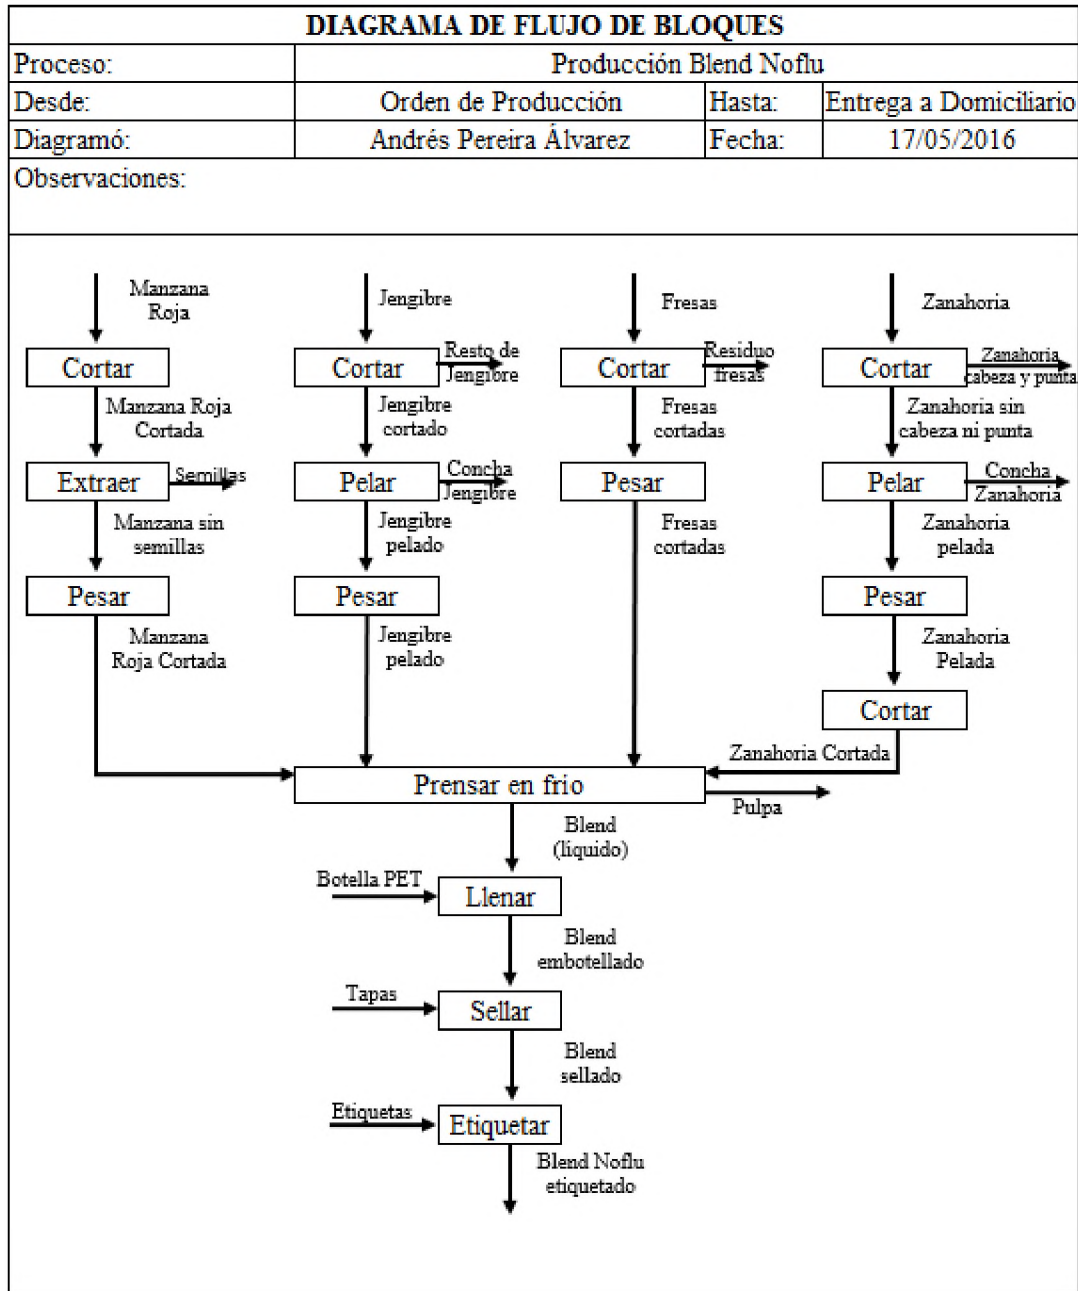 DIAGRAMA DE FLUJO DE BLOQUES
Proceso: Producción Blend Noflu
Desde: Orden de Producción Hasta: Entrega a Domiciliario
Diagramó: Andrés Pereira Álvarez Fecha: 17/05/2016
Observaciones:
Manzana
Roja
Jengibre
Fresas
Zanahoria
Cortar
Cortar
Resto de
Jengibre
Cortar
Residuo
fresas
Cortar
Zanahoria
cabeza y punta
Manzana Roja
Cortada
Jengibre
cortado
Fresas
cortadas
Zanahoria sin
cabeza ni punta
Extraer
Semillas
Pelar
Concha
Jengibre
Pesar
Pelar
Concha
Zanahoria
Manzana sin
semillas
Jengibre
pelado
Fresas
cortadas
Zanahoria
pelada
Pesar
Pesar
Pesar
Manzana
Roja Cortada
Jengibre
pelado
Zanahoria
Pelada
Cortar
Zanahoria Cortada
Prensar en frio
Pulpa
Blend
(liquido)
Botella PET
Llenar
Blend
embotellado
Tapas
Sellar
Blend
sellado
Etiquetas
Etiquetar
Blend Noflu
etiquetado